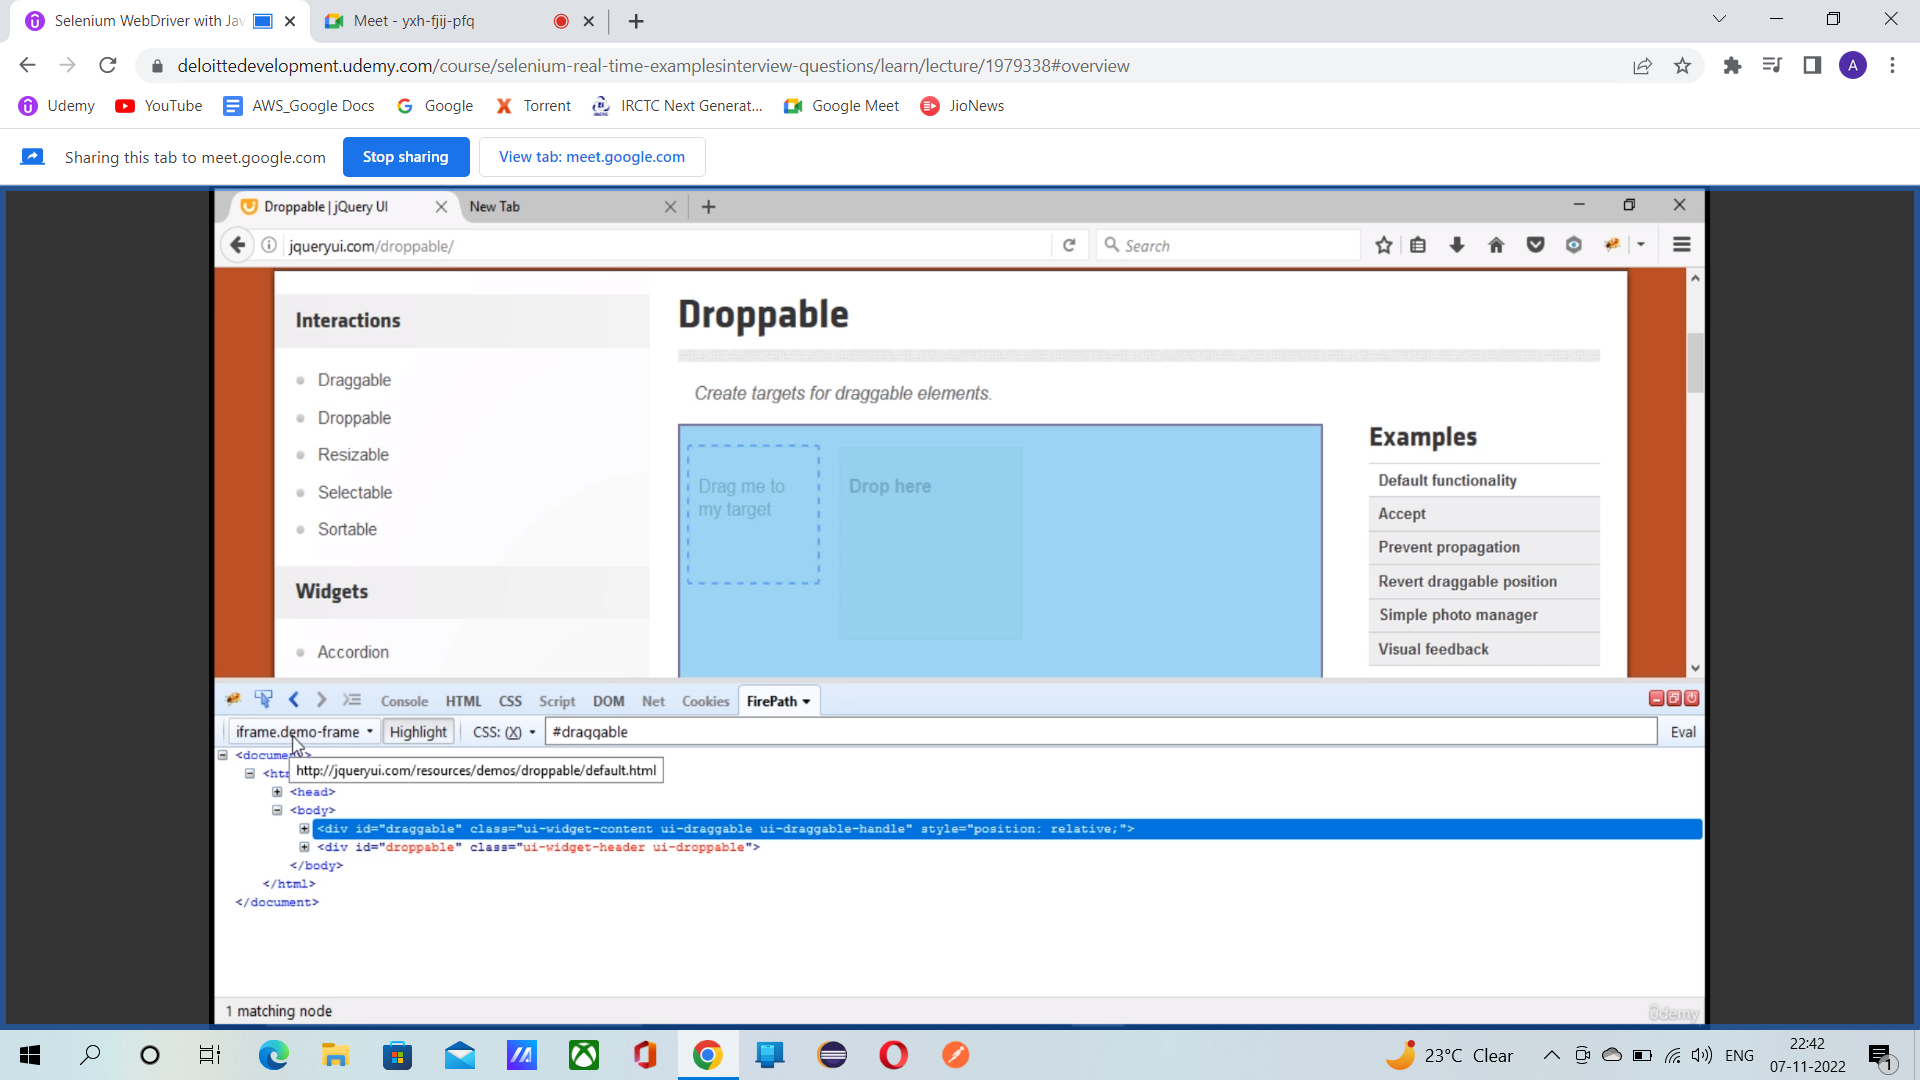 Selenium WebDriver with Jav
Meet - yxh-fjij-pfq
deloittedevelopment.udemy.com/course/selenium-real-time-examplesinterview-questions/learn/lecture/1979338#overview
A
Udemy
YouTube
AWS_Google Docs
Google
Torrent
IRCTC Next Generat...
Google Meet
JioNews
Sharing this tab to meet.google.com
Stop sharing
View tab: meet.google.com
Droppable | jQuery UI
New Tab
jqueryui.com/droppable/
Search
Interactions
Draggable
Droppable
Resizable
Selectable
Sortable
Widgets
Accordion
Droppable
Create targets for draggable elements.
Drag me to
my target
Drop here
Examples
Default functionality
Accept
Prevent propagation
Revert draggable position
Simple photo manager
Visual feedback
Console
HTML
CSS
Script
DOM
Net
Cookies
FirePath
iframe.demo-frame
Highlight
CSS: (X)
#draggable
Eval
http://jqueryui.com/resources/demos/droppable/default.html
<head>
<body>
<div id="draggable" class="ui-widget-content ui-draggable ui-draggable-handle" style="position: relative;">
<div id="droppable" class="ui-widget-header ui-droppable">
</body>
</html>
</document>
1 matching node
ûdemy
23°C Clear
ENG
22:42
07-11-2022
1